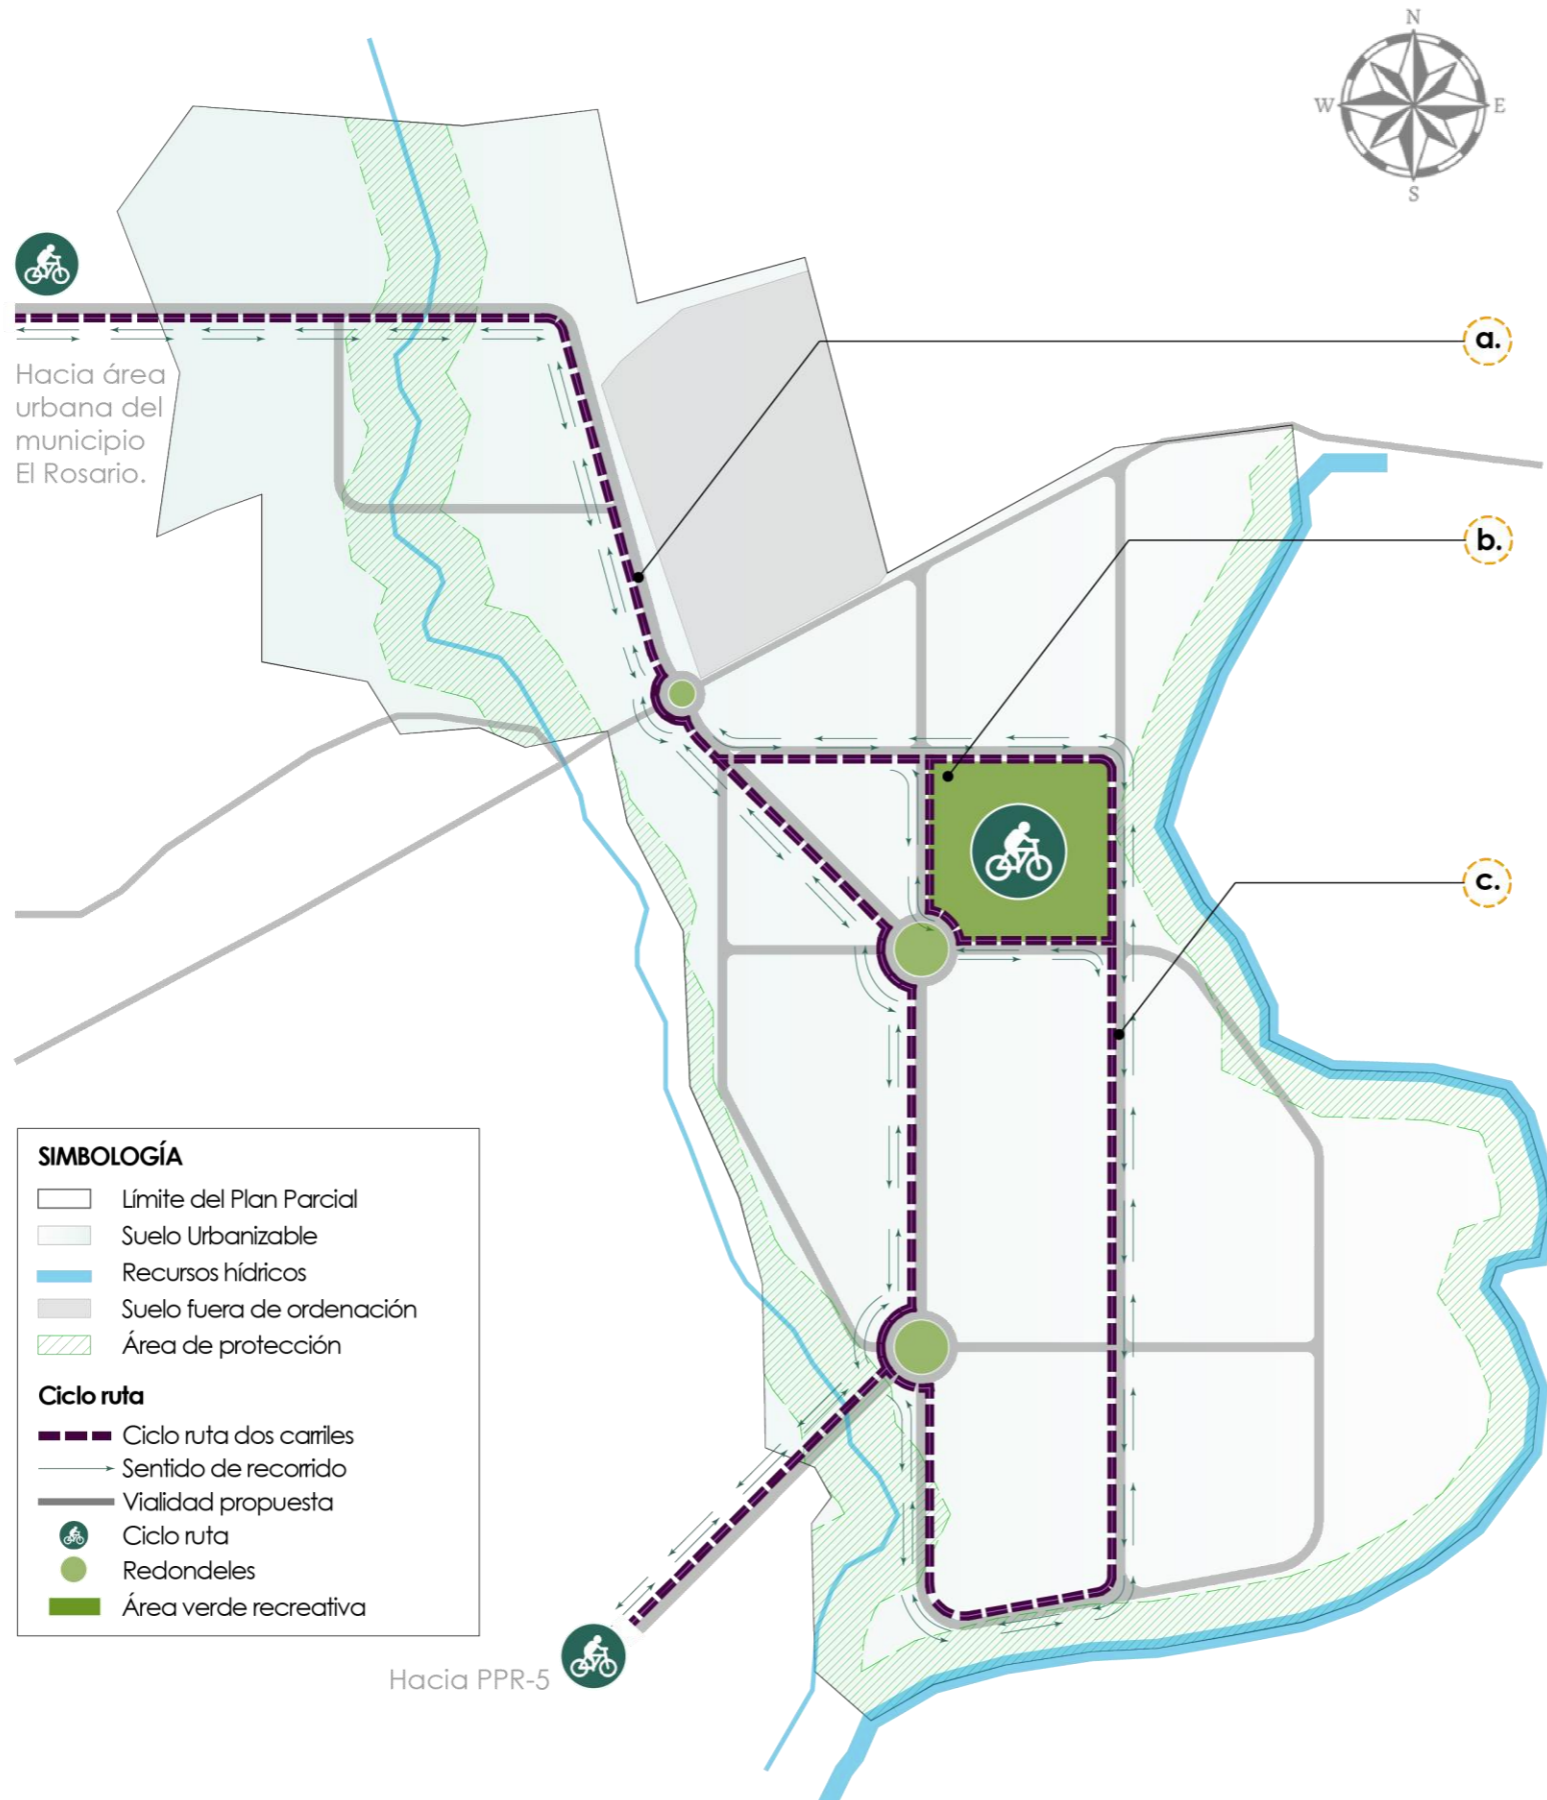 N
W
E
S
a.
Hacia área
urbana del
municipio
El Rosario.
b.
c.
SIMBOLOGÍA
Límite del Plan Parcial
Suelo Urbanizable
Recursos hídricos
Suelo fuera de ordenación
Área de protección
Ciclo ruta
Ciclo ruta dos carriles
Sentido de recorrido
Vialidad propuesta
Ciclo ruta
Redondeles
Área verde recreativa
Hacia PPR-5